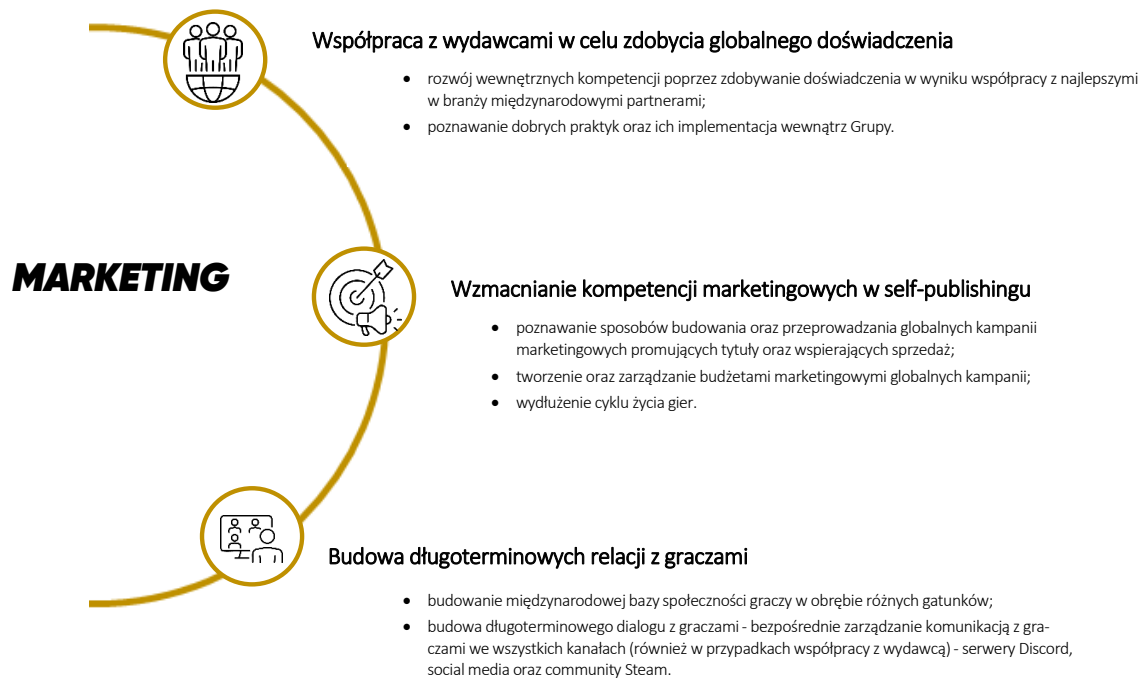 Współpraca z wydawcami w celu zdobycia globalnego doświadczenia
• rozwój wewnętrznych kompetencji poprzez zdobywanie doświadczenia w wyniku współpracy z najlepszymi
w branży międzynarodowymi partnerami;
• poznawanie dobrych praktyk oraz ich implementacja wewnątrz Grupy.
MARKETING
Wzmacnianie kompetencji marketingowych w self-publishingu
• poznawanie sposobów budowania oraz przeprowadzania globalnych kampanii
marketingowych promujących tytuły oraz wspierających sprzedaż;
• tworzenie oraz zarządzanie budżetami marketingowymi globalnych kampanii;
• wydłużenie cyklu życia gier.
Budowa długoterminowych relacji z graczami
• budowanie międzynarodowej bazy społeczności graczy w obrębie różnych gatunków;
• budowa długoterminowego dialogu z graczami - bezpośrednie zarządzanie komunikacją z gra-
czami we wszystkich kanałach (również w przypadkach współpracy z wydawcą) - serwery Discord,
social media oraz community Steam.